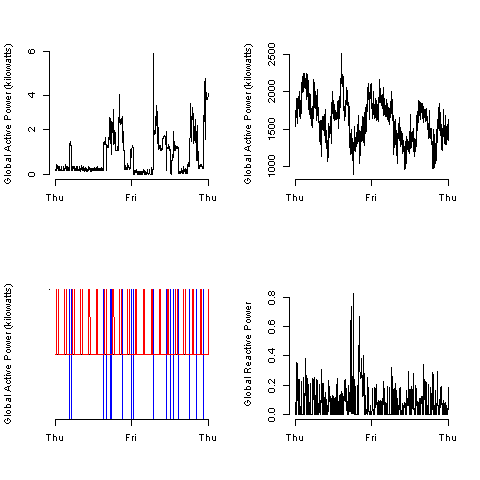 Global Active Power (kilowatts)
0 2 4 6
Thu Fri Thu
Global Active Power (kilowatts)
1000 1500 2000 2500
Thu Fri Thu
Global Active Power (kilowatts)
Thu Fri Thu
Global Reactive Power
0.0 0.2 0.4 0.6 0.8
Thu Fri Thu